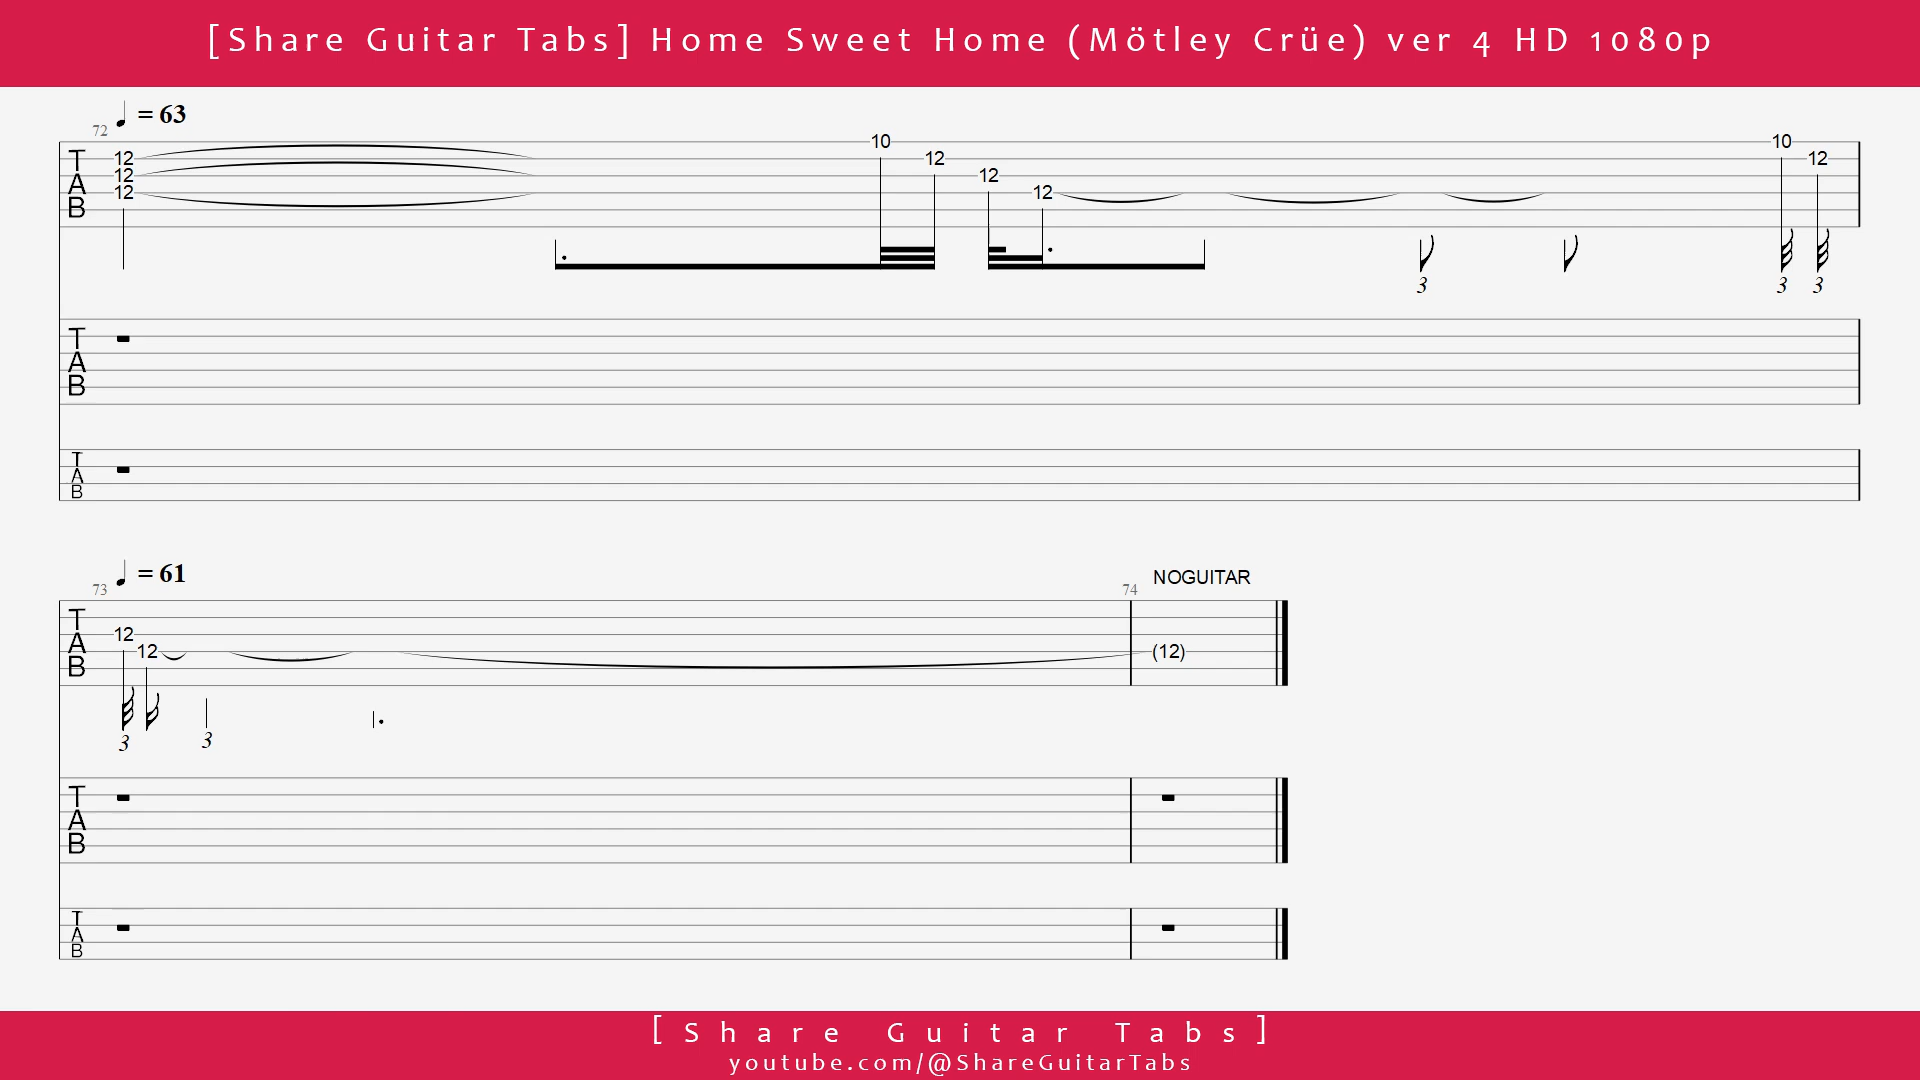 [Share Guitar Tabs] Home Sweet Home (Mötley Crüe) ver 4 HD 1080p
= 63
72
10 10
12 12 12
12 12
12 12
T
A
B
3 3 3
T
A
B
T
A
B
= 61
73 74 NOGUITAR
12
12 (12)
T
A
B
3 3
T
A
B
T
A
B
[Share Guitar Tabs]
youtube.com/@ShareGuitarTabs